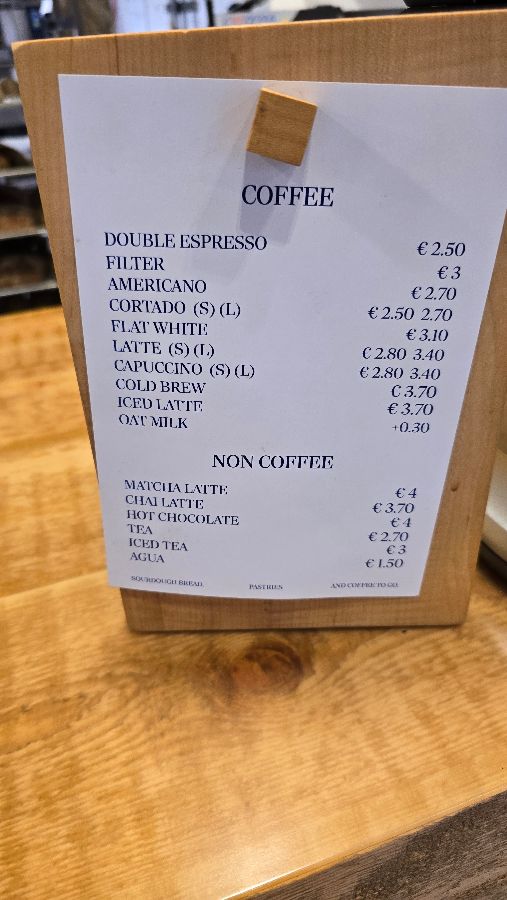 COFFEE
DOUBLE ESPRESSO € 2.50
FILTER € 3
AMERICANO € 2.70
CORTADO (S) (L) € 2.50 2.70
FLAT WHITE € 3.10
LATTE (S) (L) € 2.80 3.40
CAPUCCINO (S) (L) € 2.80 3.40
COLD BREW € 3.70
ICED LATTE € 3.70
OAT MILK +0.30
NON COFFEE
MATCHA LATTE € 4
CHAI LATTE € 3.70
HOT CHOCOLATE € 4
TEA € 2.70
ICED TEA € 3
AGUA € 1.50
SOURDOUGH BREAD, PASTRIES AND COFFEE TO GO.